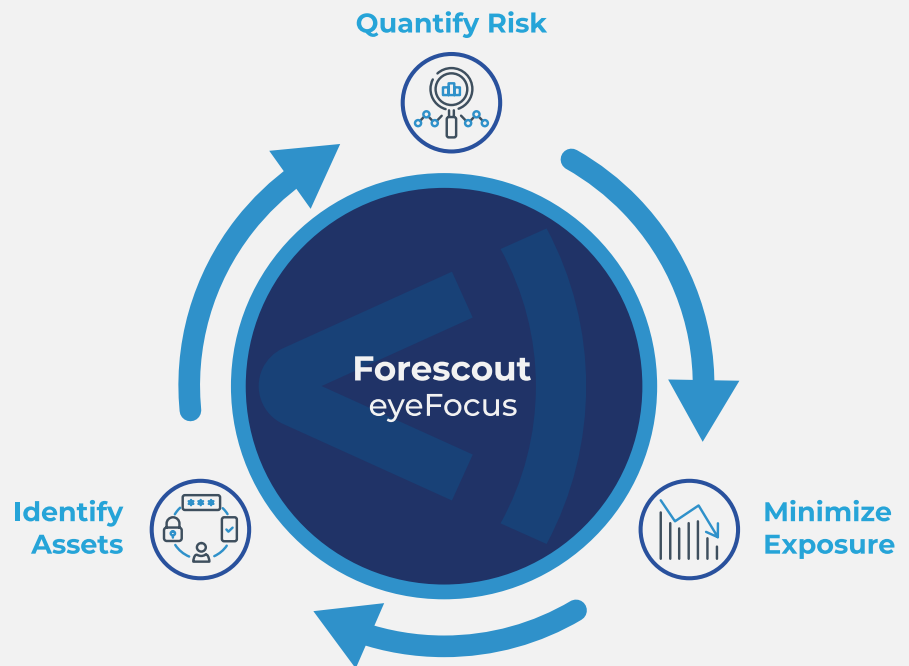 Quantify Risk
Forescout
eyeFocus
Identify
Assets
***
Minimize
Exposure